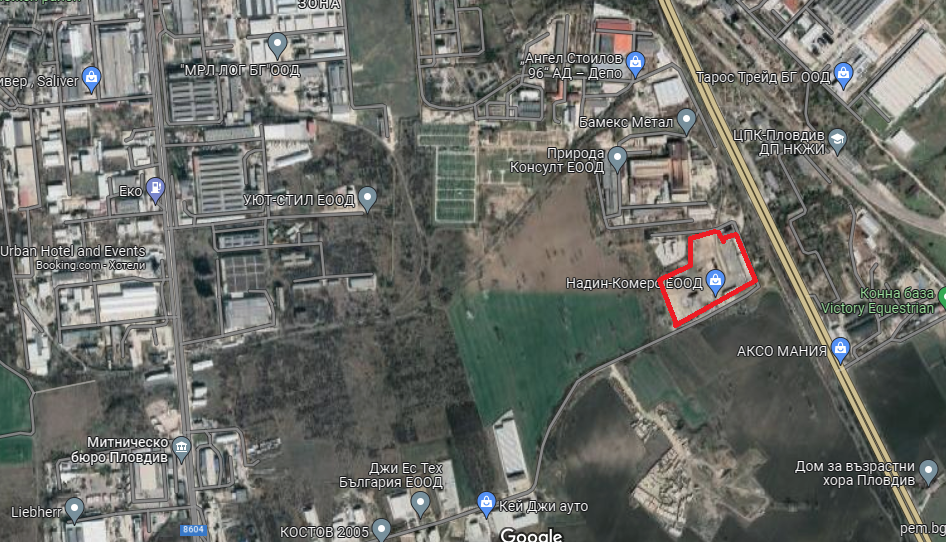 ЗОНА
"МРЛ ЛОГ БГ"ООД
Saliver
„Ангел Стоилов
96“ АД – Депо
Тарос Трейд БГ ООД
Бамекс Метал
ЦПК-Пловдив
ДП НКЖИ
Природа
Консулт ЕООД
Еко
УЮТ-СТИЛ ЕООД
Urban Hotel and Events
Booking.com - Хотели
Надин-Комерс ЕООД
Конна база
Victory Equestrian
АКСО МАНИЯ
Митническо
бюро Пловдив
Джи Ес Тех
България ЕООД
Дом за възрастни
хора Пловдив
Liebherr
8604
КОСТОВ 2005
Кей Джи ауто
Google
pem.bg